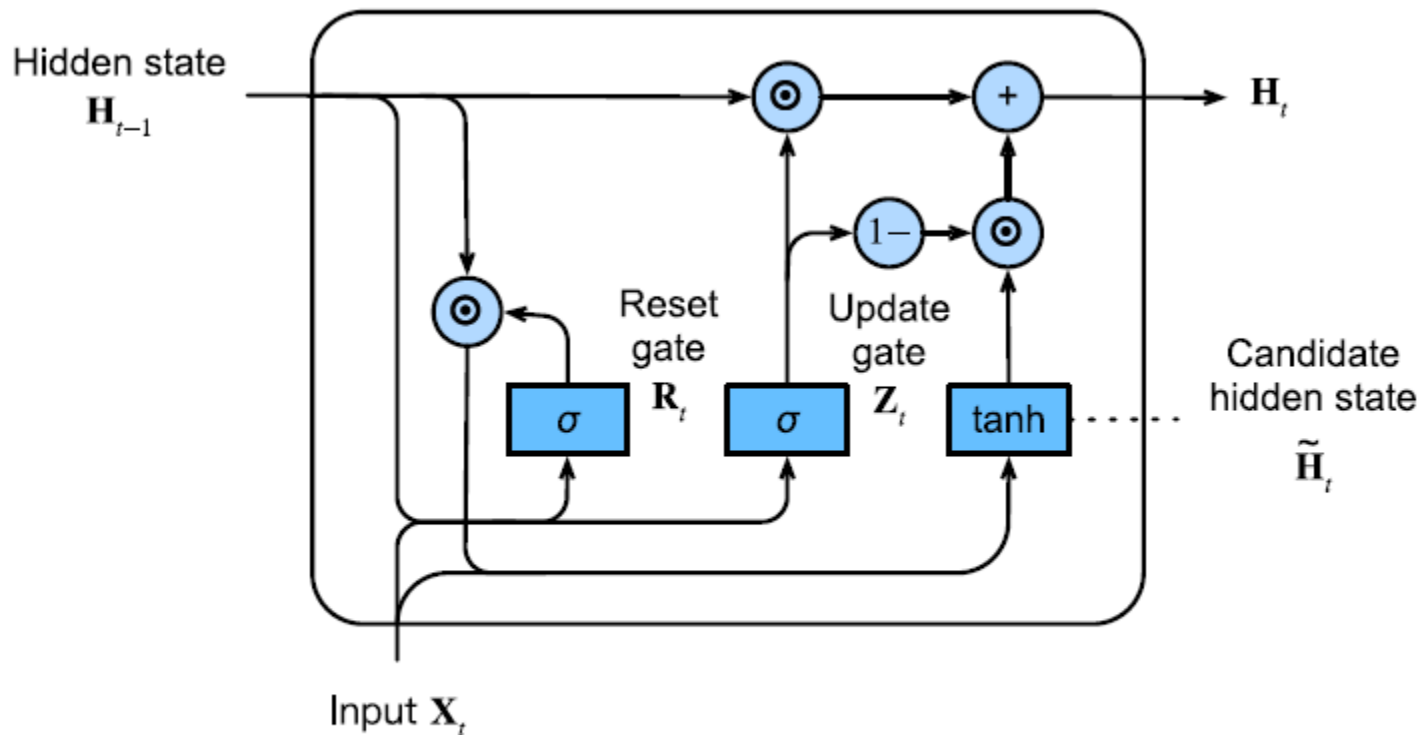 Hidden state
H_{t−1}
⊙
+
H_t
1−
⊙
⊙
Reset
gate
R_t
Update
gate
Z_t
σ
σ
tanh
Candidate
hidden state
H̃_t
Input X_t